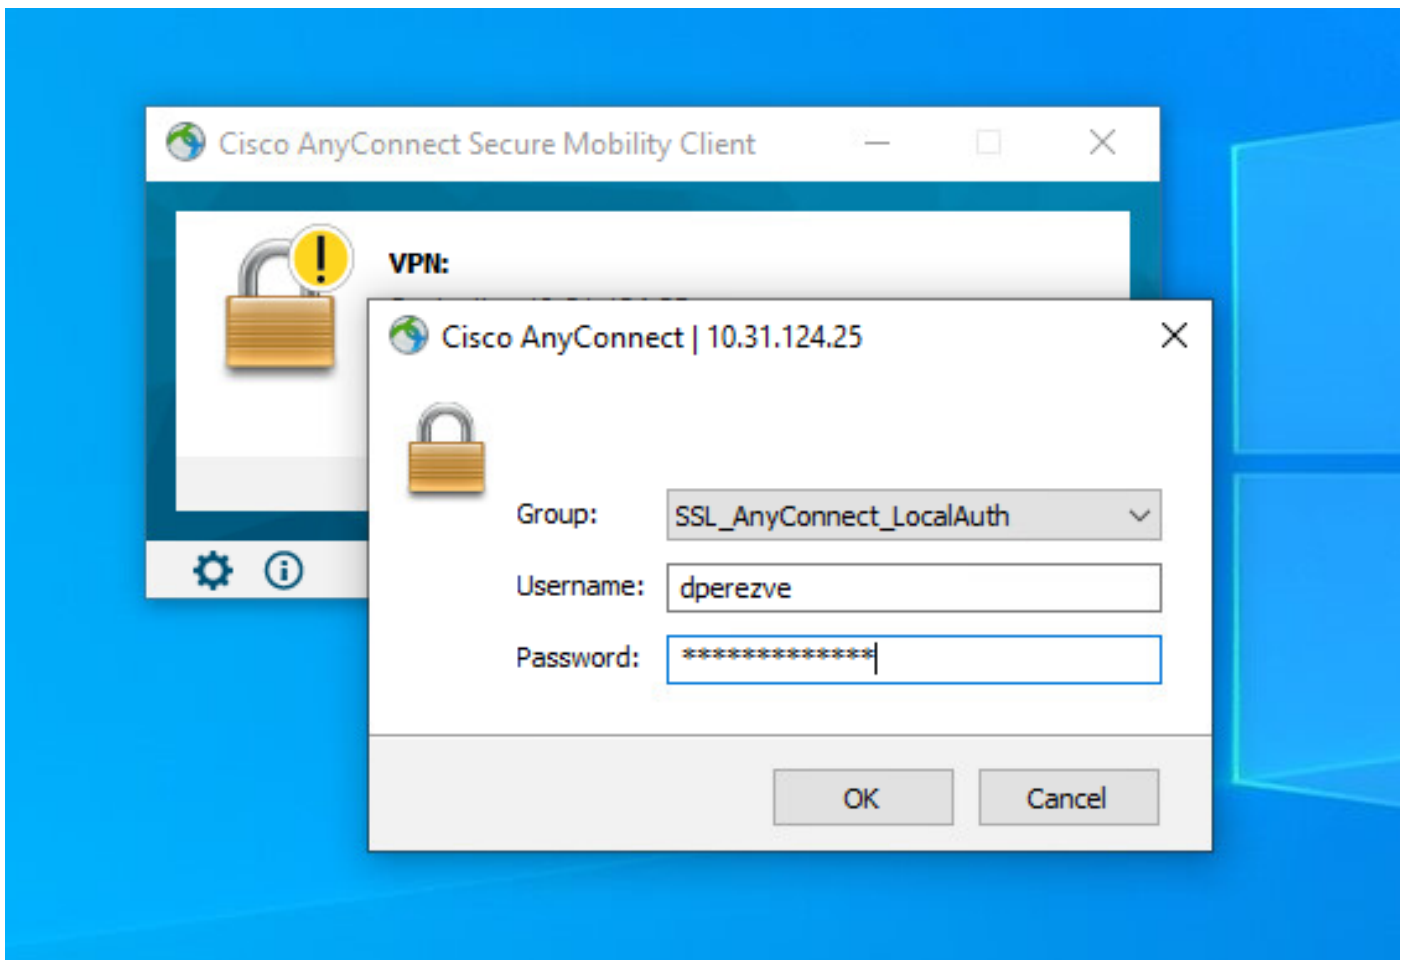 Cisco AnyConnect Secure Mobility Client
VPN:
Cisco AnyConnect | 10.31.124.25
Group: SSL_AnyConnect_LocalAuth
Username: dperezve
Password: *************
OK Cancel